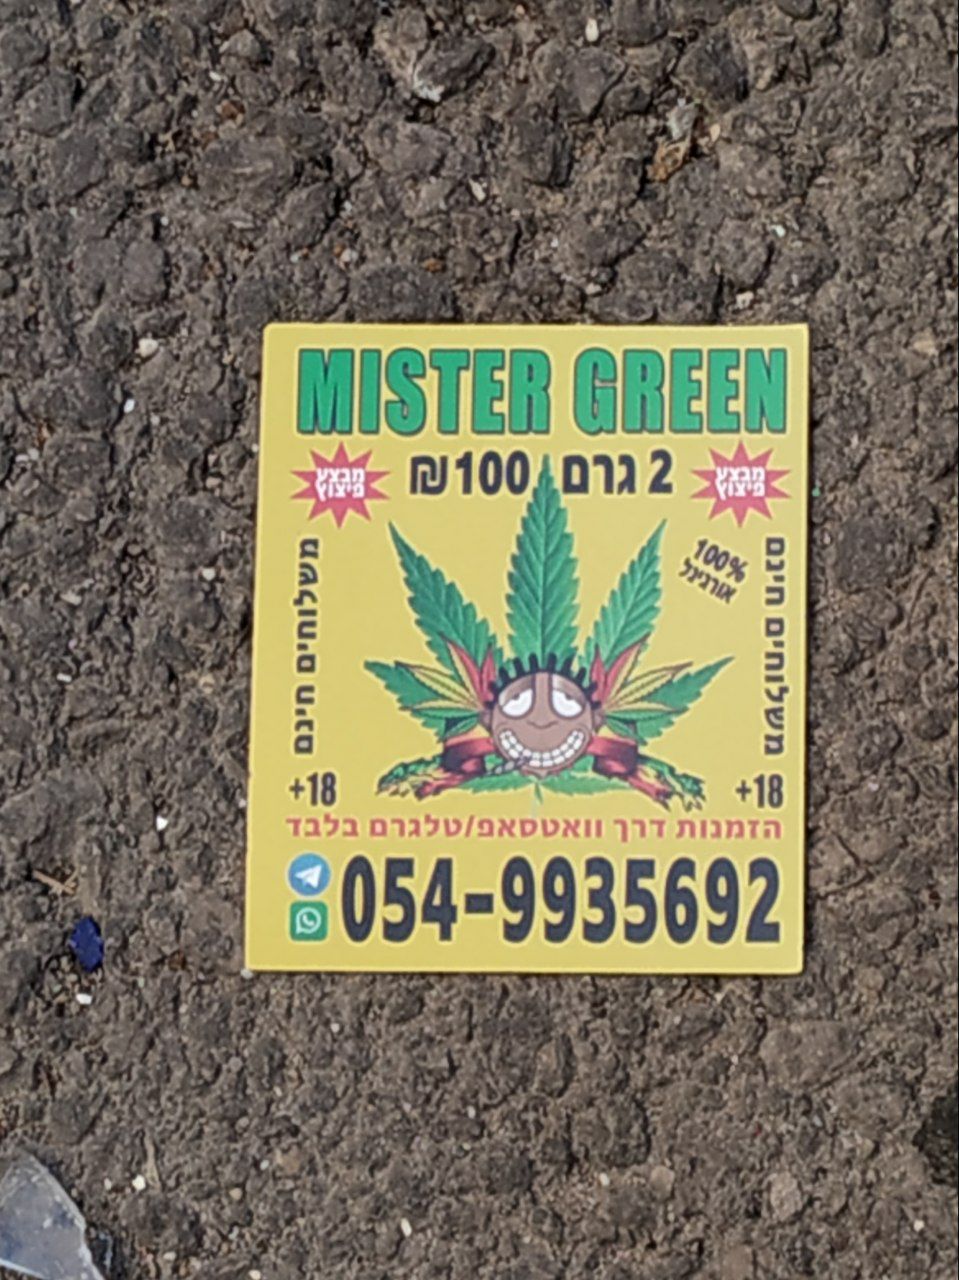 MISTER GREEN
2 גרם 100₪
מבצע
פיצוץ
מבצע
פיצוץ
100%
אורגינל
משלוחים חינם
משלוחים חינם
+18
+18
הזמנות דרך וואטסאפ/טלגרם בלבד
054-9935692